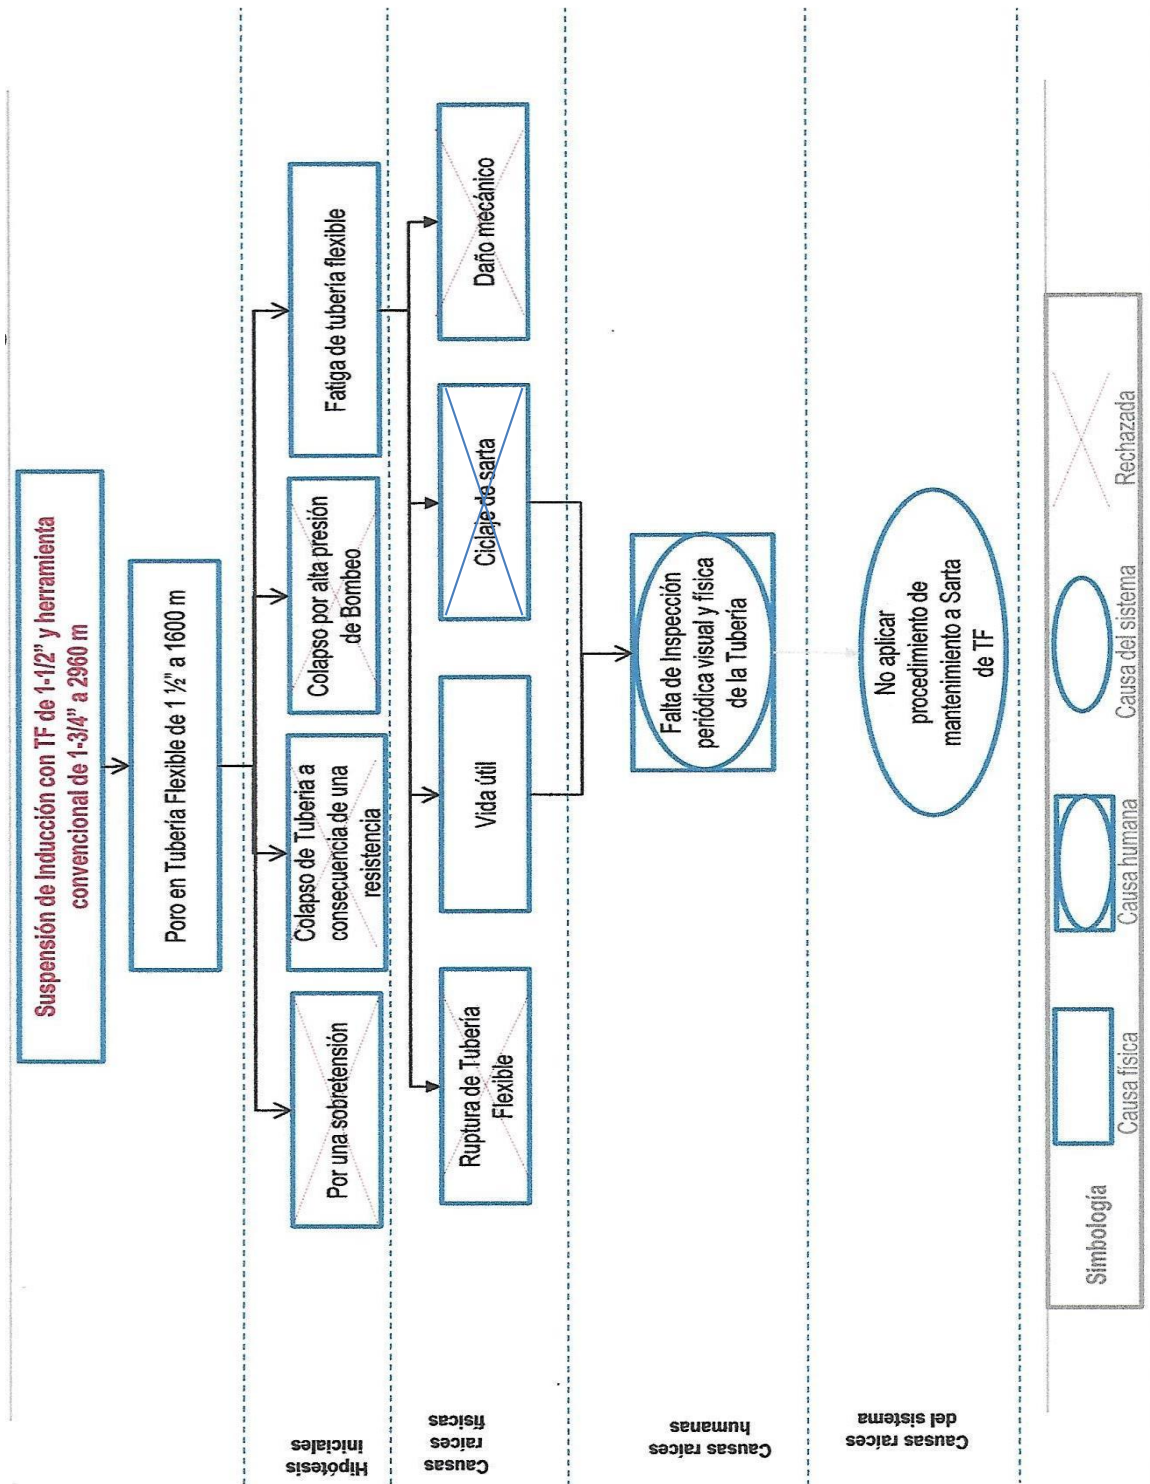 Suspensión de Inducción con TF de 1-1/2” y herramienta
convencional de 1-3/4” a 2960 m
Poro en Tubería Flexible de 1 ½” a 1600 m
Hipótesis
iniciales
Por una sobretensión
Colapso de Tuberia a
consecuencia de una
resistencia
Colapso por alta presión
de Bombeo
Fatiga de tubería flexible
Causas
raíces
físicas
Ruptura de Tubería
Flexible
Vida útil
Ciclaje de sarta
Daño mecánico
Causas raíces
humanas
Falta de Inspección
periódica visual y física
de la Tubería
Causas raíces
del sistema
No aplicar
procedimiento de
mantenimiento a Sarta
de TF
Simbología
Causa física
Causa humana
Causa del sistema
Rechazada